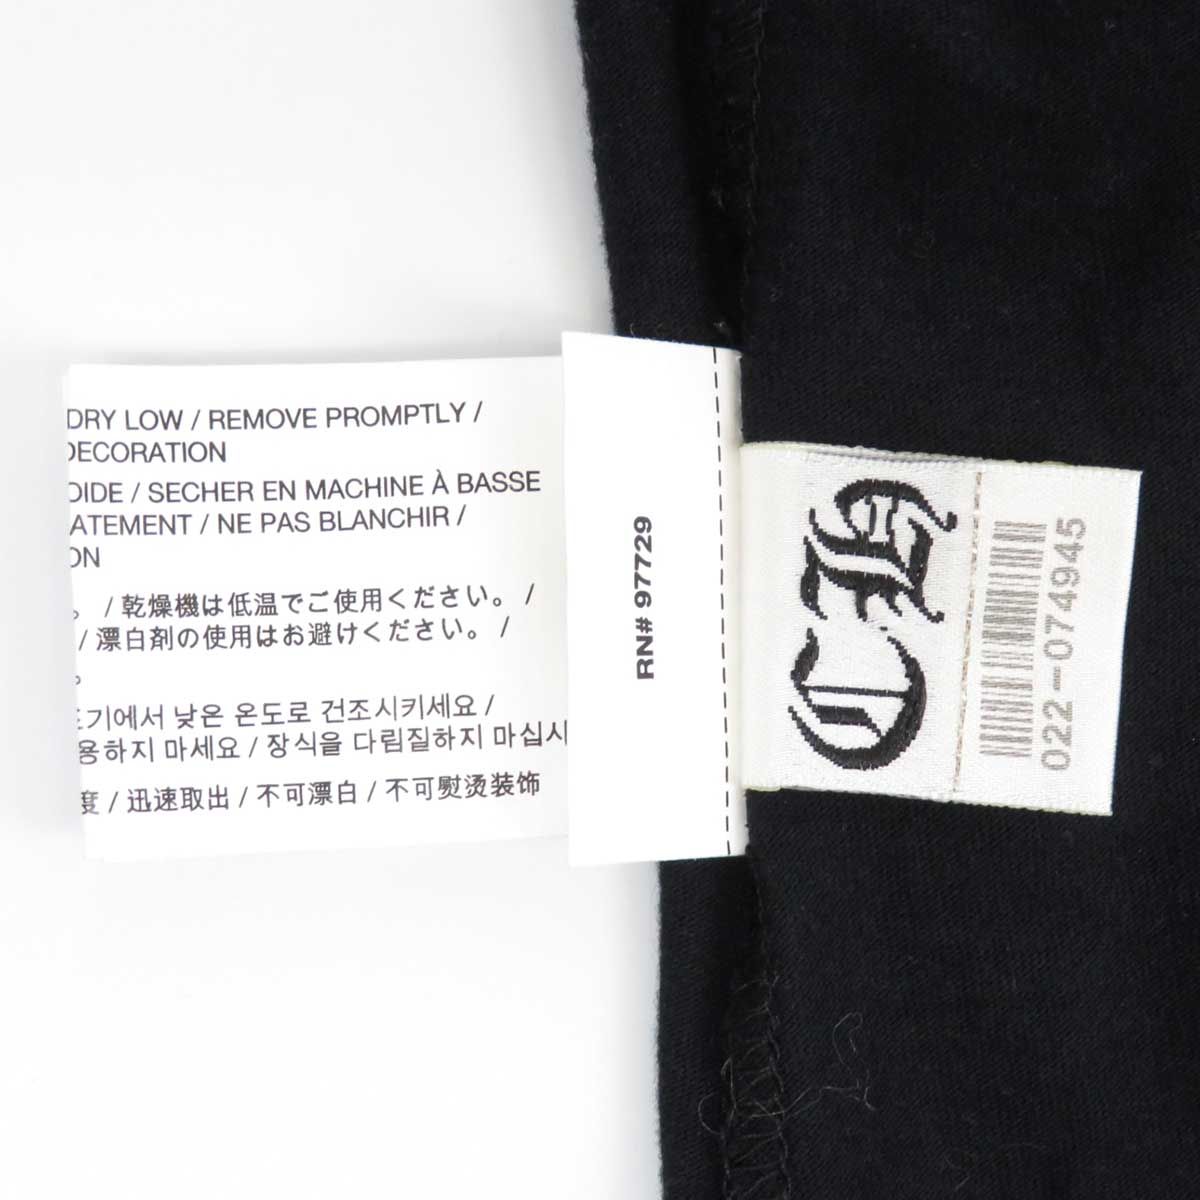 DRY LOW / REMOVE PROMPTLY /
DECORATION
OIDE / SECHER EN MACHINE À BASSE
ATEMENT / NE PAS BLANCHIR /
ON
。 / 乾燥機は低温でご使用ください。 /
/ 漂白剤の使用はお避けください。 /
。
기에서 낮은 온도로 건조시키세요 /
용하지 마세요 / 장식을 다림질하지 마십시
度 / 迅速取出 / 不可漂白 / 不可熨烫装饰
RN# 97729
CH
022-074945